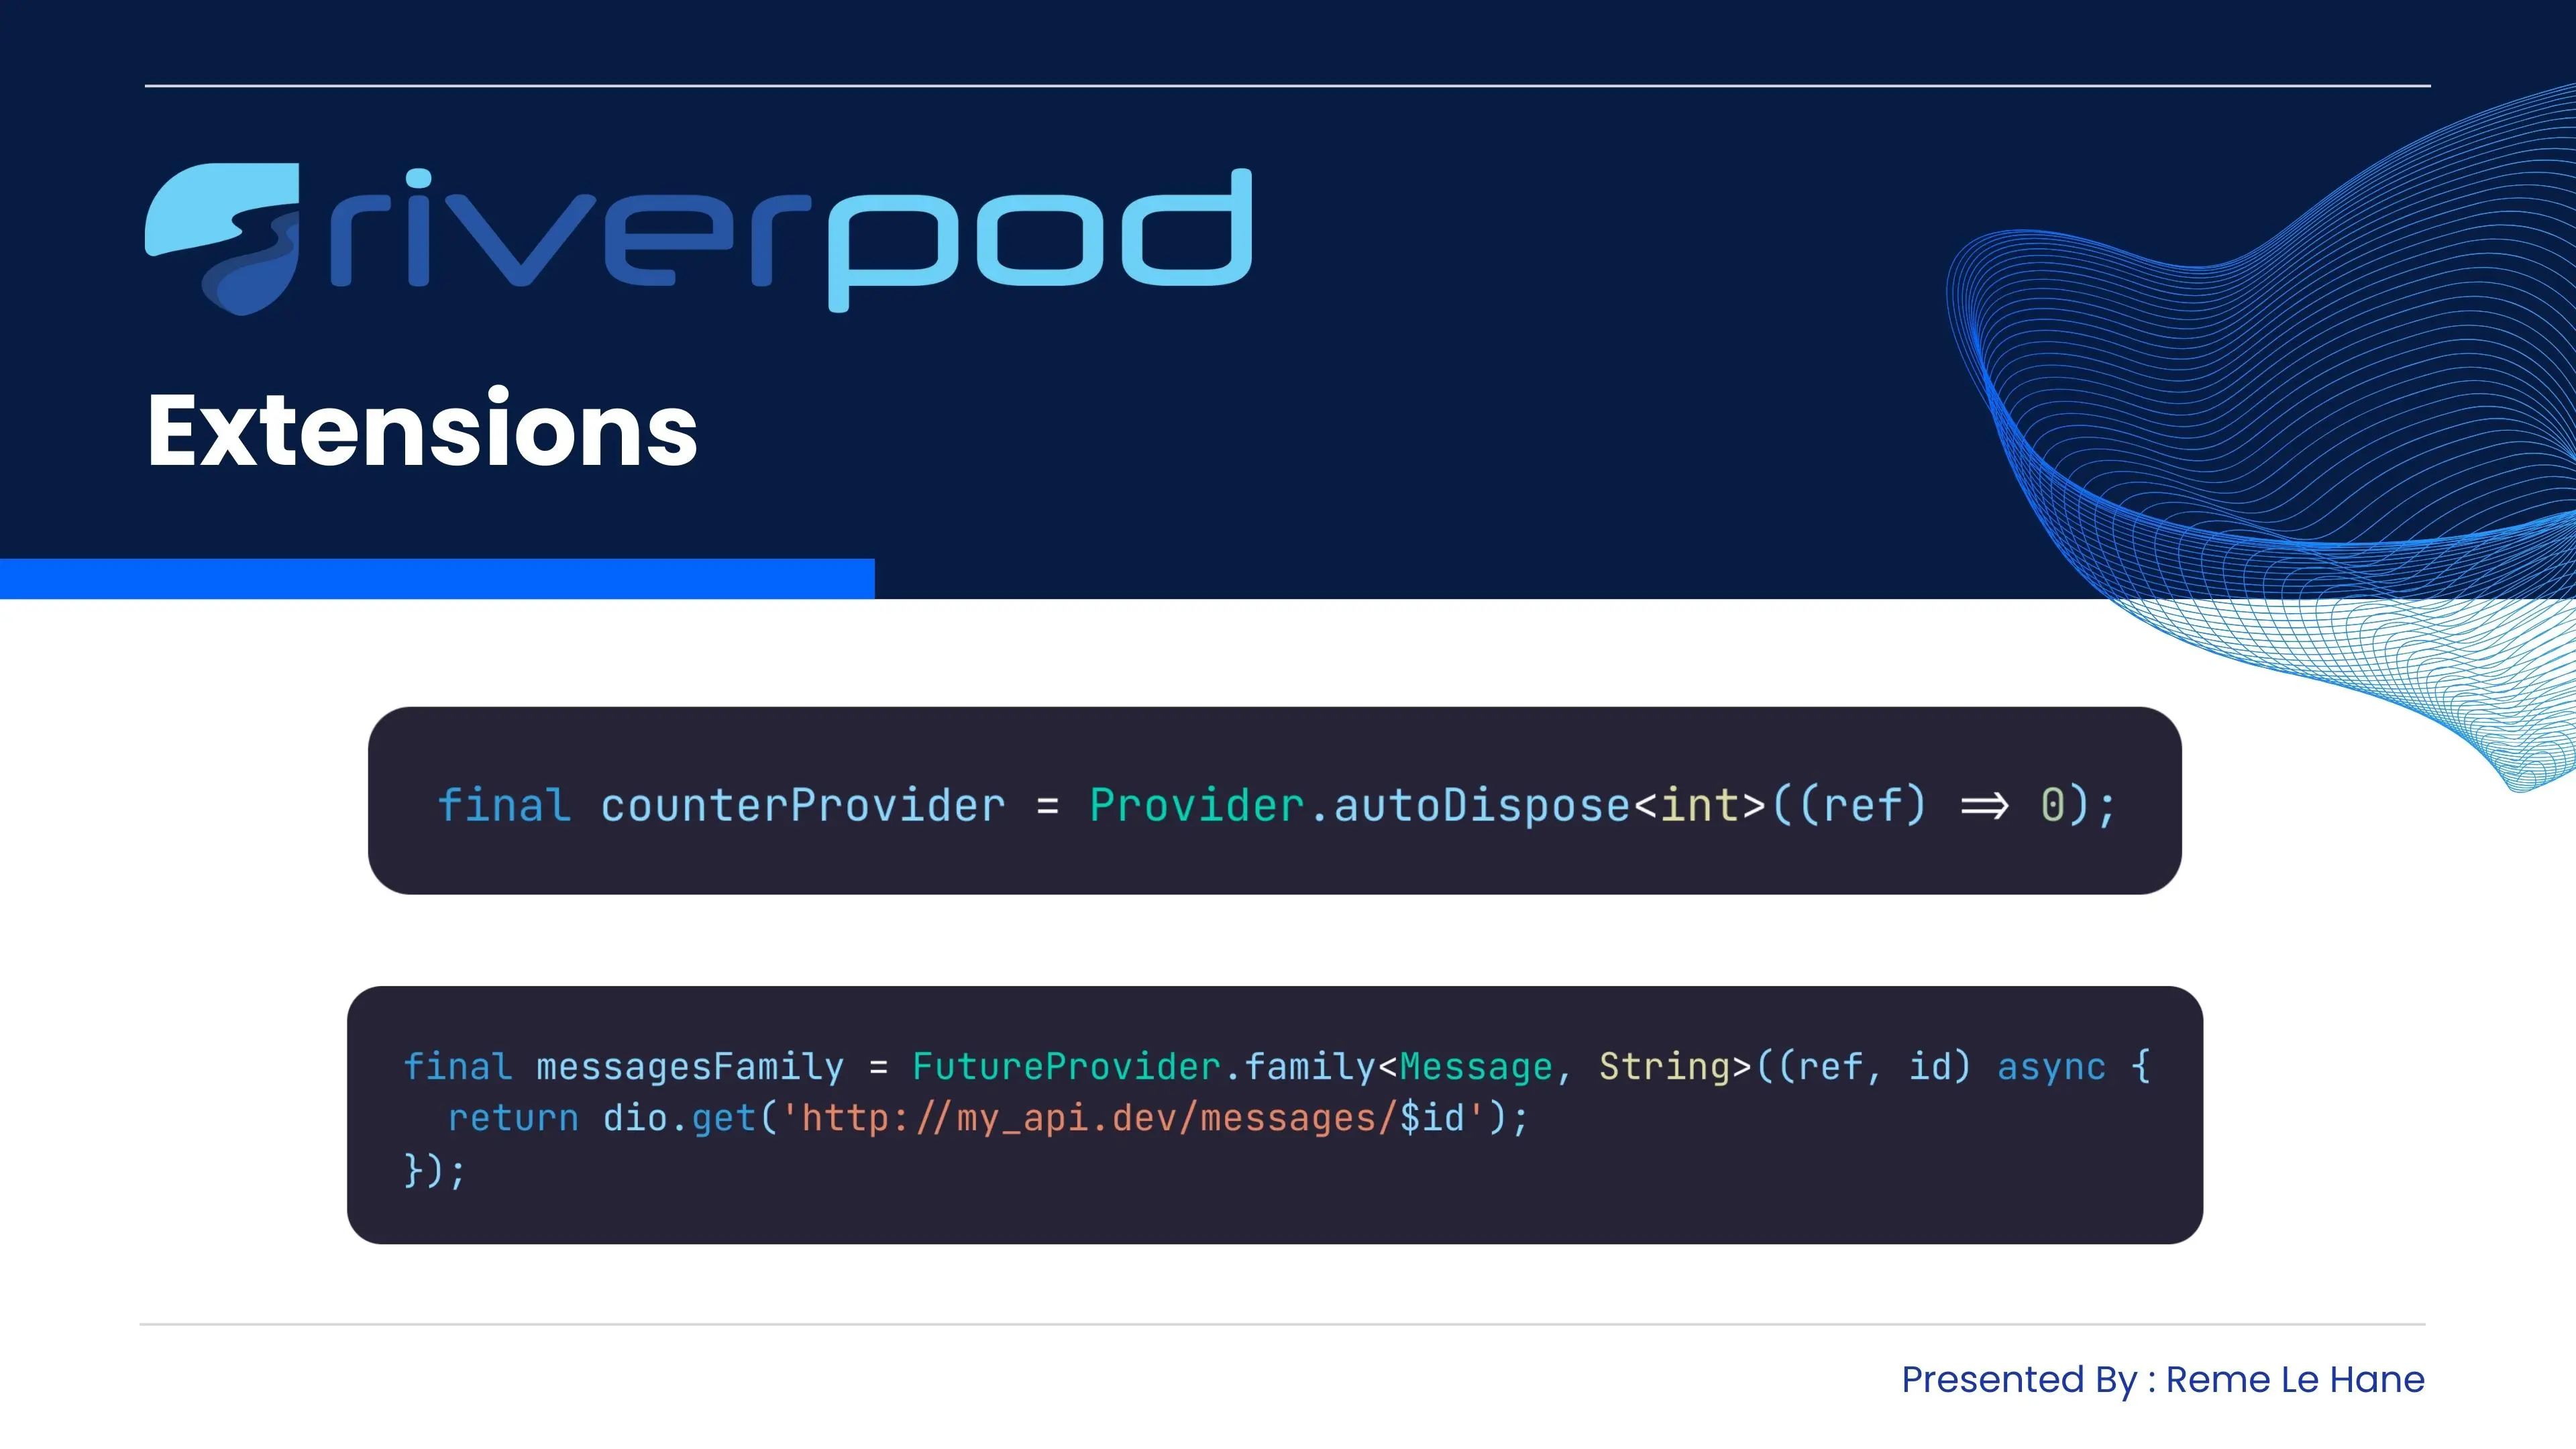 riverpod
Extensions
final counterProvider = Provider.autoDispose<int>((ref) => 0);
final messagesFamily = FutureProvider.family<Message, String>((ref, id) async {
  return dio.get('http://my_api.dev/messages/$id');
});
Presented By : Reme Le Hane